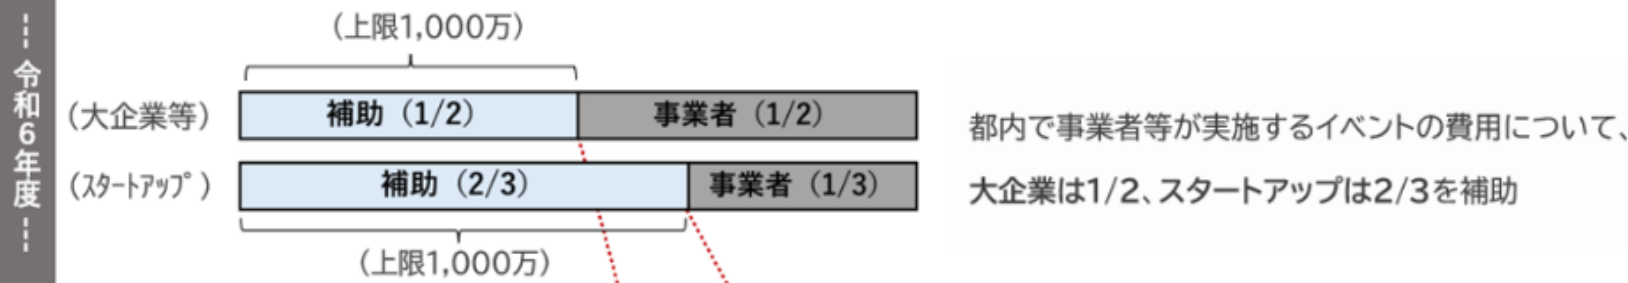 令和6年度
(上限1,000万)
(大企業等)
補助 (1/2)
事業者 (1/2)
(ｽﾀｰﾄｱｯﾌﾟ)
補助 (2/3)
事業者 (1/3)
(上限1,000万)
都内で事業者等が実施するイベントの費用について、
大企業は1/2、スタートアップは2/3を補助